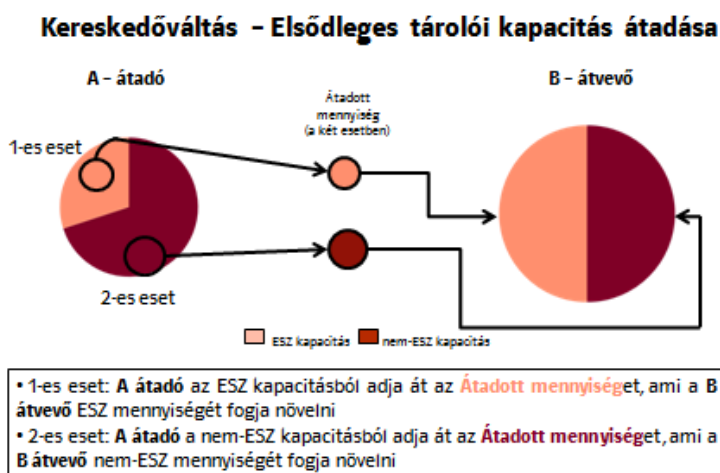 Kereskedőváltás – Elsődleges tárolói kapacitás átadása
A – átadó
B – átvevő
Átadott
mennyiség
(a két esetben)
1-es eset
2-es eset
ESZ kapacitás
nem-ESZ kapacitás
• 1-es eset: A átadó az ESZ kapacitásból adja át az Átadott mennyiséget, ami a B
átvevő ESZ mennyiségét fogja növelni
• 2-es eset: A átadó a nem-ESZ kapacitásból adja át az Átadott mennyiséget, ami a
B átvevő nem-ESZ mennyiségét fogja növelni